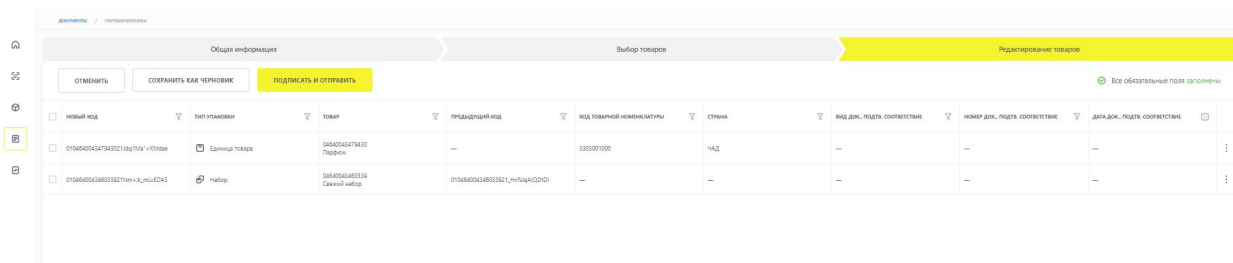 ДОКУМЕНТЫ / ПЕРЕМАРКИРОВКА
Общая информация
Выбор товаров
Редактирование товаров
ОТМЕНИТЬ
СОХРАНИТЬ КАК ЧЕРНОВИК
ПОДПИСАТЬ И ОТПРАВИТЬ
Все обязательные поля заполнены
НОВЫЙ КОД
ТИП УПАКОВКИ
ТОВАР
ПРЕДЫДУЩИЙ КОД
КОД ТОВАРНОЙ НОМЕНКЛАТУРЫ
СТРАНА
ВИД ДОК., ПОДТВ. СООТВЕТСТВИЕ
НОМЕР ДОК., ПОДТВ. СООТВЕТСТВИЕ
ДАТА ДОК., ПОДТВ. СООТВЕТСТВИЕ
Единица товара
04640043479430
Парфюм
—
3303001000
ЧАД
—
—
—
Набор
04640043460339
Свежий набор
—
—
—
—
—